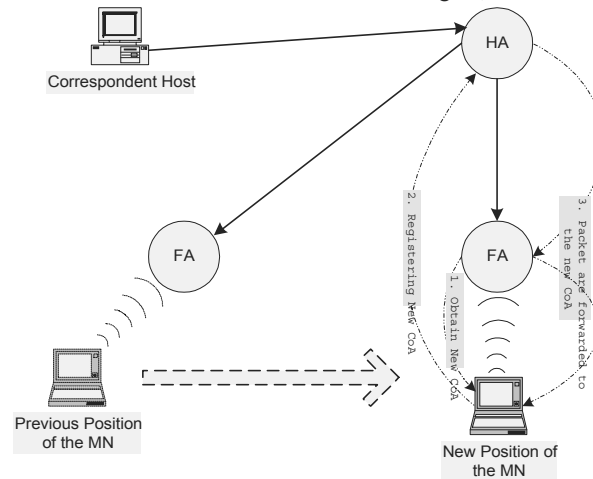 HA
Correspondent Host
2. Registering New CoA
3. Packet are forwarded to
the new CoA
FA
FA
1. Obtain New CoA
Previous Position
of the MN
New Position of
the MN